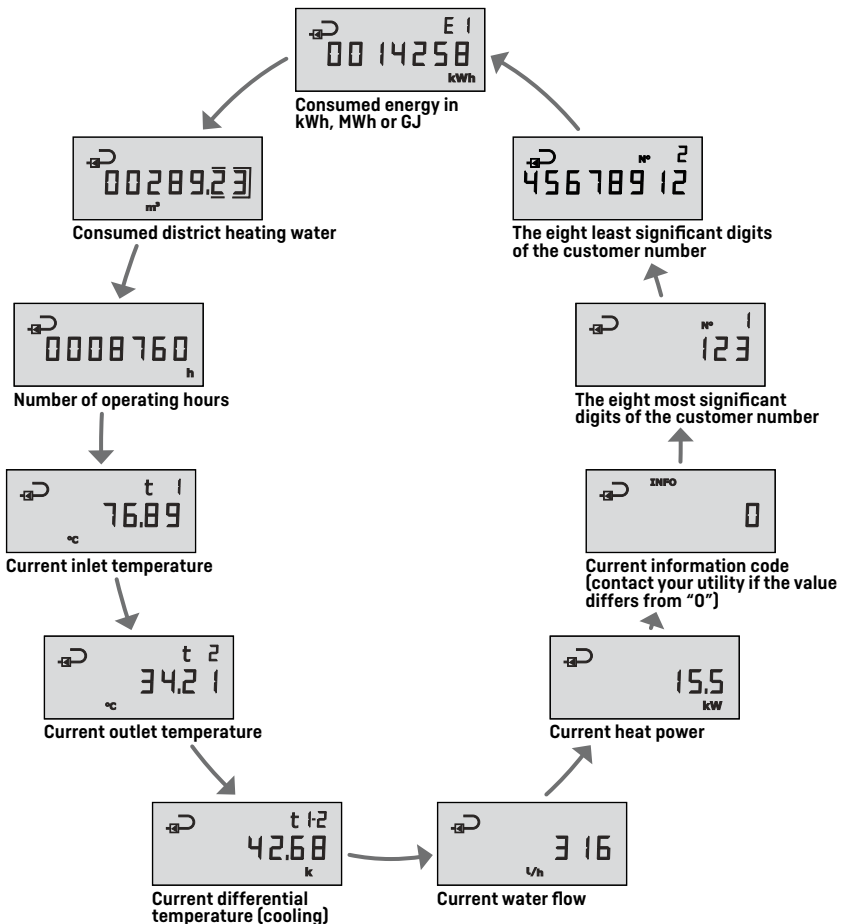 E 1
0014258
kWh
Consumed energy in
kWh, MWh or GJ
00289.23
m³
Consumed district heating water
0008760
h
Number of operating hours
t 1
76.89
°C
Current inlet temperature
t 2
34.21
°C
Current outlet temperature
t1-2
42.68
k
Current differential
temperature (cooling)
316
l/h
Current water flow
15.5
kW
Current heat power
INFO
0
Current information code
(contact your utility if the value
differs from “0”)
N° 1
123
The eight most significant
digits of the customer number
N° 2
45678912
The eight least significant digits
of the customer number